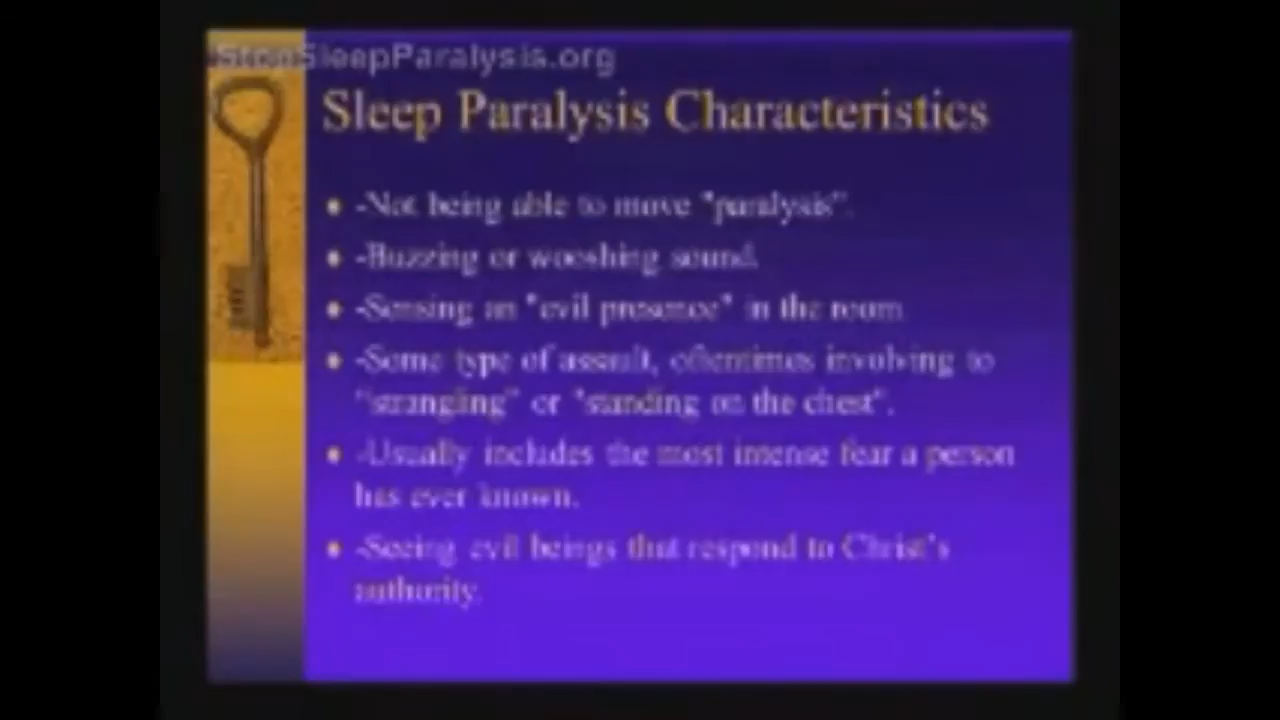 StopSleepParalysis.org
Sleep Paralysis Characteristics
• -Not being able to move "paralysis".
• -Buzzing or wooshing sound.
• -Sensing an "evil presence" in the room
• -Some type of assault, oftentimes involving to
"strangling" or "standing on the chest".
• -Usually includes the most intense fear a person
has ever known.
• -Seeing evil beings that respond to Christ's
authority.